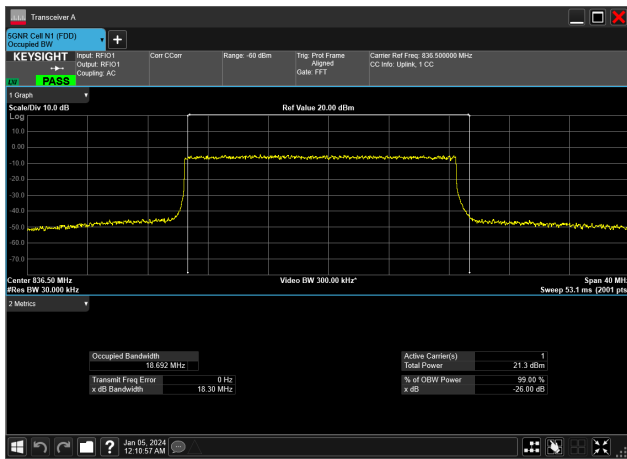 Transceiver A
5GNR Cell N1 (FDD)
Occupied BW
KEYSIGHT
Input: RFIO1
Output: RFIO1
Coupling: AC
Corr CCorr
Range: -60 dBm
Trig: Prot Frame
Aligned
Gate: FFT
Carrier Ref Freq: 836.500000 MHz
CC Info: Uplink, 1 CC
PASS
1 Graph
Scale/Div 10.0 dB
Ref Value 20.00 dBm
Log
10.0
0.00
-10.0
-20.0
-30.0
-40.0
-50.0
-60.0
-70.0
Center 836.50 MHz
Video BW 300.00 kHz*
Span 40 MHz
#Res BW 30.000 kHz
Sweep 53.1 ms (2001 pts
2 Metrics
Occupied Bandwidth
18.692 MHz
Active Carrier(s) 1
Total Power 21.3 dBm
Transmit Freq Error 0 Hz
x dB Bandwidth 18.30 MHz
% of OBW Power 99.00 %
x dB -26.00 dB
Jan 05, 2024
12:10:57 AM